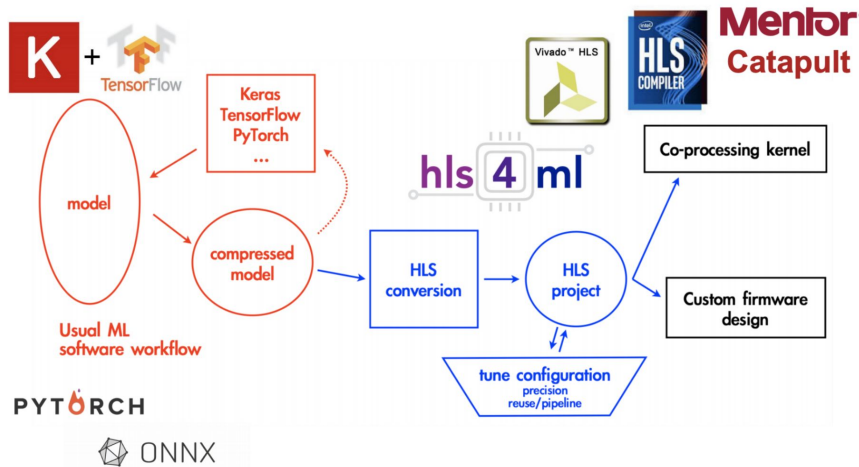 K
+
TensorFlow
Keras
TensorFlow
PyTorch
...
model
compressed
model
Usual ML
software workflow
PYTORCH
ONNX
hls 4 ml
Vivado™ HLS
intel
HLS
COMPILER
Mentor
Catapult
HLS
conversion
HLS
project
tune configuration
precision
reuse/pipeline
Co-processing kernel
Custom firmware
design